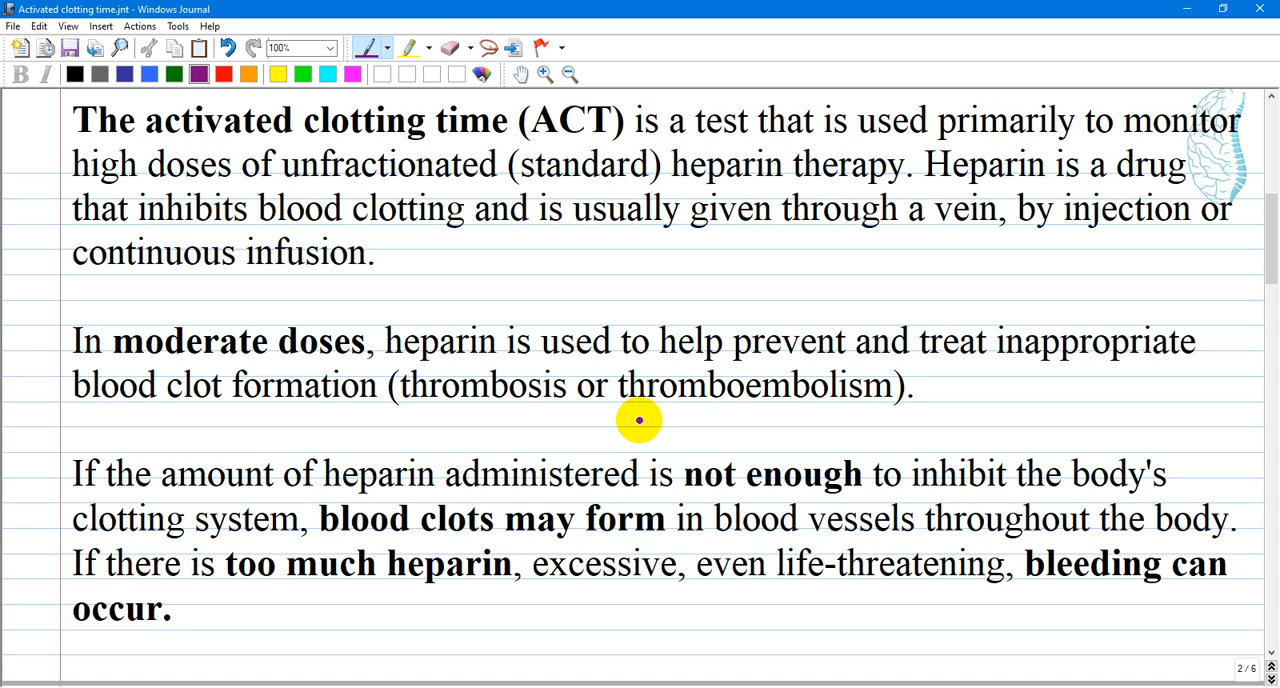 Activated clotting time.jnt - Windows Journal
File Edit View Insert Actions Tools Help
100%
B I
The activated clotting time (ACT) is a test that is used primarily to monitor
high doses of unfractionated (standard) heparin therapy. Heparin is a drug
that inhibits blood clotting and is usually given through a vein, by injection or
continuous infusion.
In moderate doses, heparin is used to help prevent and treat inappropriate
blood clot formation (thrombosis or thromboembolism).
If the amount of heparin administered is not enough to inhibit the body's
clotting system, blood clots may form in blood vessels throughout the body.
If there is too much heparin, excessive, even life-threatening, bleeding can
occur.
2 / 6